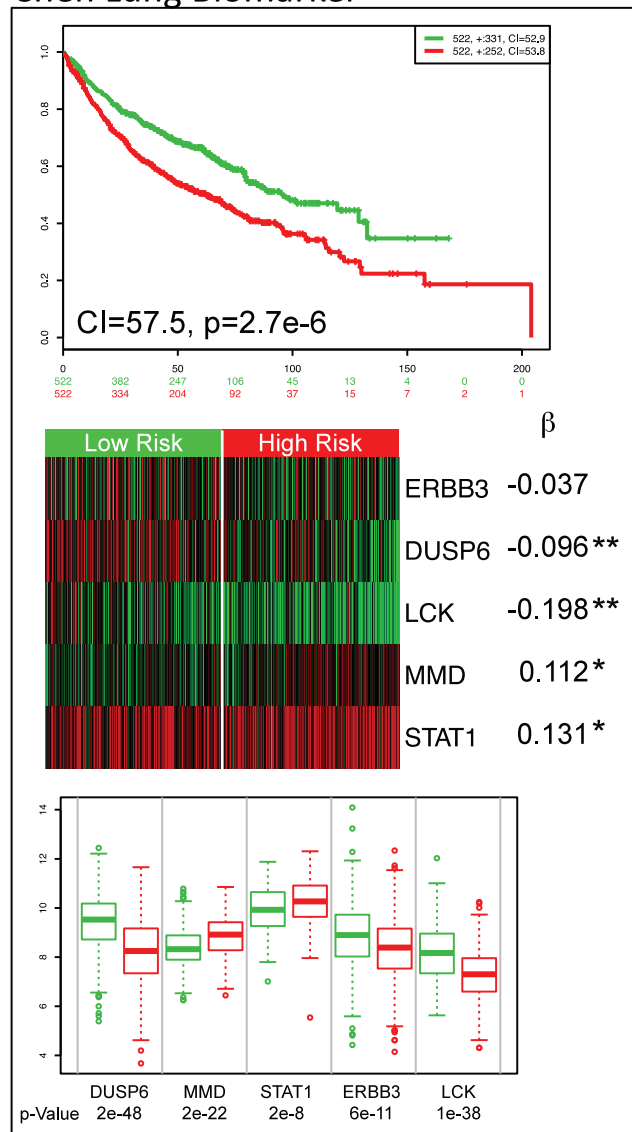 Chen Lung Biomarker
522, +:331, CI=52.9
522, +:252, CI=53.8
1.0
0.8
0.6
0.4
0.2
0.0
CI=57.5, p=2.7e-6
0 50 100 150 200
522 382 247 106 45 13 4 0 0
522 334 204 92 37 15 7 2 1
β
Low Risk High Risk
ERBB3 -0.037
DUSP6 -0.096 **
LCK -0.198 **
MMD 0.112 *
STAT1 0.131 *
14
12
10
8
6
4
DUSP6 MMD STAT1 ERBB3 LCK
p-Value 2e-48 2e-22 2e-8 6e-11 1e-38